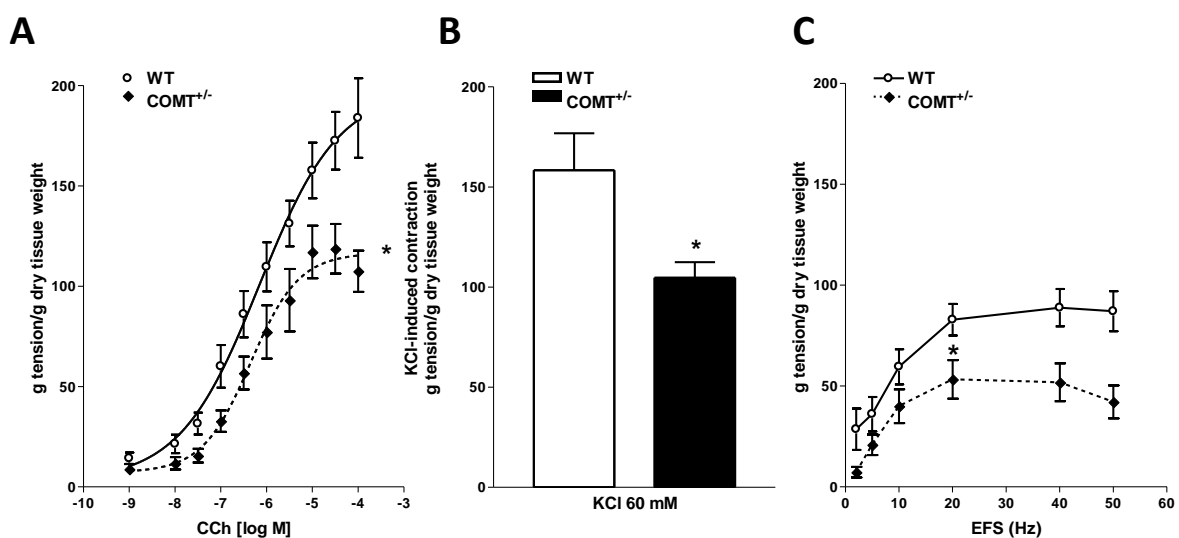 A
WT
COMT+/-
g tension/g dry tissue weight
200
150
100
50
0
*
-10 -9 -8 -7 -6 -5 -4 -3
CCh [log M]
B
WT
COMT+/-
KCl-induced contraction
g tension/g dry tissue weight
200
150
100
50
0
*
KCl 60 mM
C
WT
COMT+/-
g tension/g dry tissue weight
200
150
100
50
0
*
0 10 20 30 40 50 60
EFS (Hz)